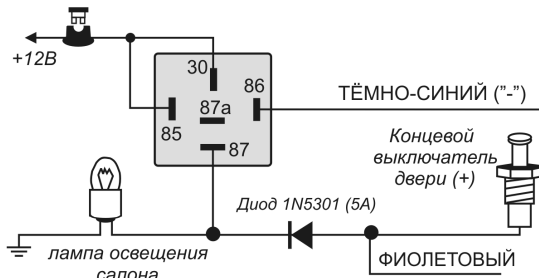 +12В
30
86
87а
85
87
ТЁМНО-СИНИЙ ("-")
Концевой
выключатель
двери (+)
Диод 1N5301 (5А)
лампа освещения
салона
ФИОЛЕТОВЫЙ